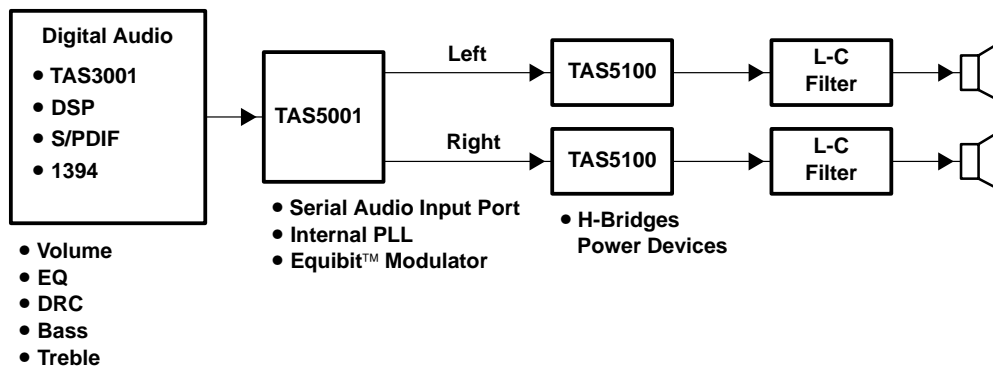 Digital Audio
• TAS3001
• DSP
• S/PDIF
• 1394
• Volume
• EQ
• DRC
• Bass
• Treble
TAS5001
• Serial Audio Input Port
• Internal PLL
• Equibit™ Modulator
Left
Right
TAS5100
TAS5100
• H-Bridges
Power Devices
L-C
Filter
L-C
Filter